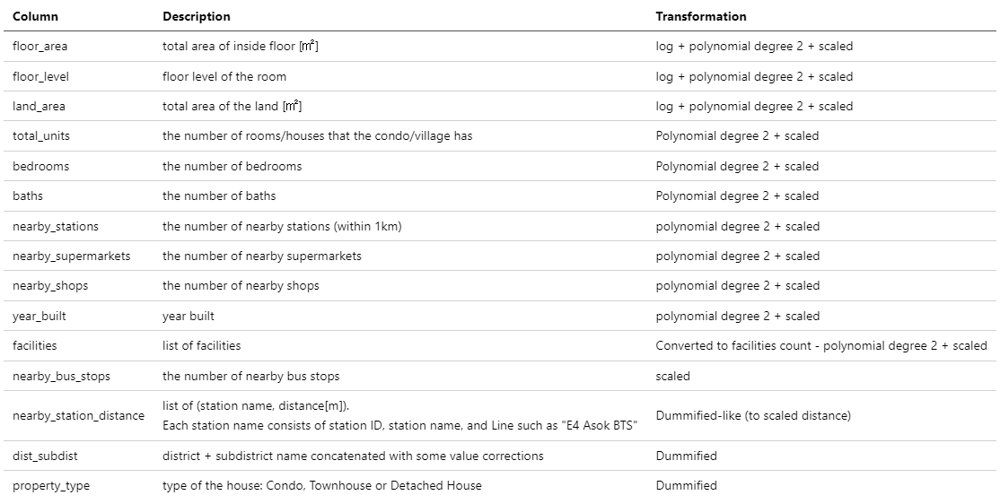 Column Description Transformation
floor_area total area of inside floor [㎡] log + polynomial degree 2 + scaled
floor_level floor level of the room log + polynomial degree 2 + scaled
land_area total area of the land [㎡] log + polynomial degree 2 + scaled
total_units the number of rooms/houses that the condo/village has Polynomial degree 2 + scaled
bedrooms the number of bedrooms Polynomial degree 2 + scaled
baths the number of baths Polynomial degree 2 + scaled
nearby_stations the number of nearby stations (within 1km) polynomial degree 2 + scaled
nearby_supermarkets the number of nearby supermarkets polynomial degree 2 + scaled
nearby_shops the number of nearby shops polynomial degree 2 + scaled
year_built year built polynomial degree 2 + scaled
facilities list of facilities Converted to facilities count - polynomial degree 2 + scaled
nearby_bus_stops the number of nearby bus stops scaled
nearby_station_distance list of (station name, distance[m]). Dummified-like (to scaled distance)
Each station name consists of station ID, station name, and Line such as "E4 Asok BTS"
dist_subdist district + subdistrict name concatenated with some value corrections Dummified
property_type type of the house: Condo, Townhouse or Detached House Dummified